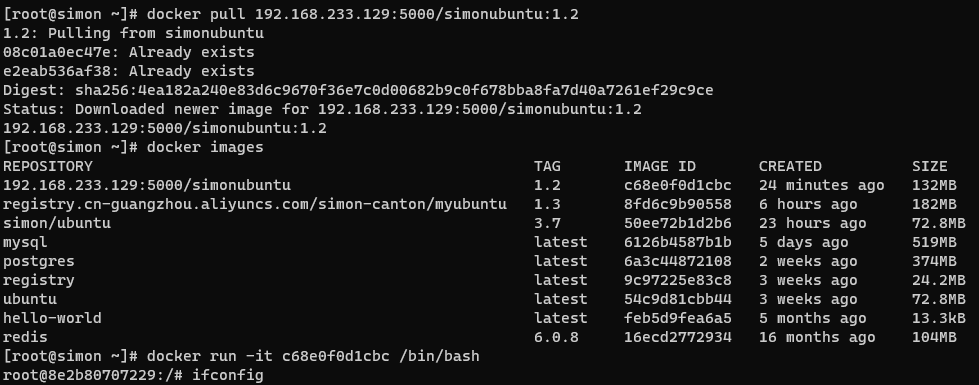 [root@simon ~]# docker pull 192.168.233.129:5000/simonubuntu:1.2
1.2: Pulling from simonubuntu
08c01a0ec47e: Already exists
e2eab536af38: Already exists
Digest: sha256:4ea182a240e83d6c9670f36e7c0d00682b9c0f678bba8fa7d40a7261ef29c9ce
Status: Downloaded newer image for 192.168.233.129:5000/simonubuntu:1.2
192.168.233.129:5000/simonubuntu:1.2
[root@simon ~]# docker images
REPOSITORY TAG IMAGE ID CREATED SIZE
192.168.233.129:5000/simonubuntu 1.2 c68e0f0d1cbc 24 minutes ago 132MB
registry.cn-guangzhou.aliyuncs.com/simon-canton/myubuntu 1.3 8fd6c9b90558 6 hours ago 182MB
simon/ubuntu 3.7 50ee72b1d2b6 23 hours ago 72.8MB
mysql latest 6126b4587b1b 5 days ago 519MB
postgres latest 6a3c44872108 2 weeks ago 374MB
registry latest 9c97225e83c8 3 weeks ago 24.2MB
ubuntu latest 54c9d81cbb44 3 weeks ago 72.8MB
hello-world latest feb5d9fea6a5 5 months ago 13.3kB
redis 6.0.8 16ecd2772934 16 months ago 104MB
[root@simon ~]# docker run -it c68e0f0d1cbc /bin/bash
root@8e2b80707229:/# ifconfig